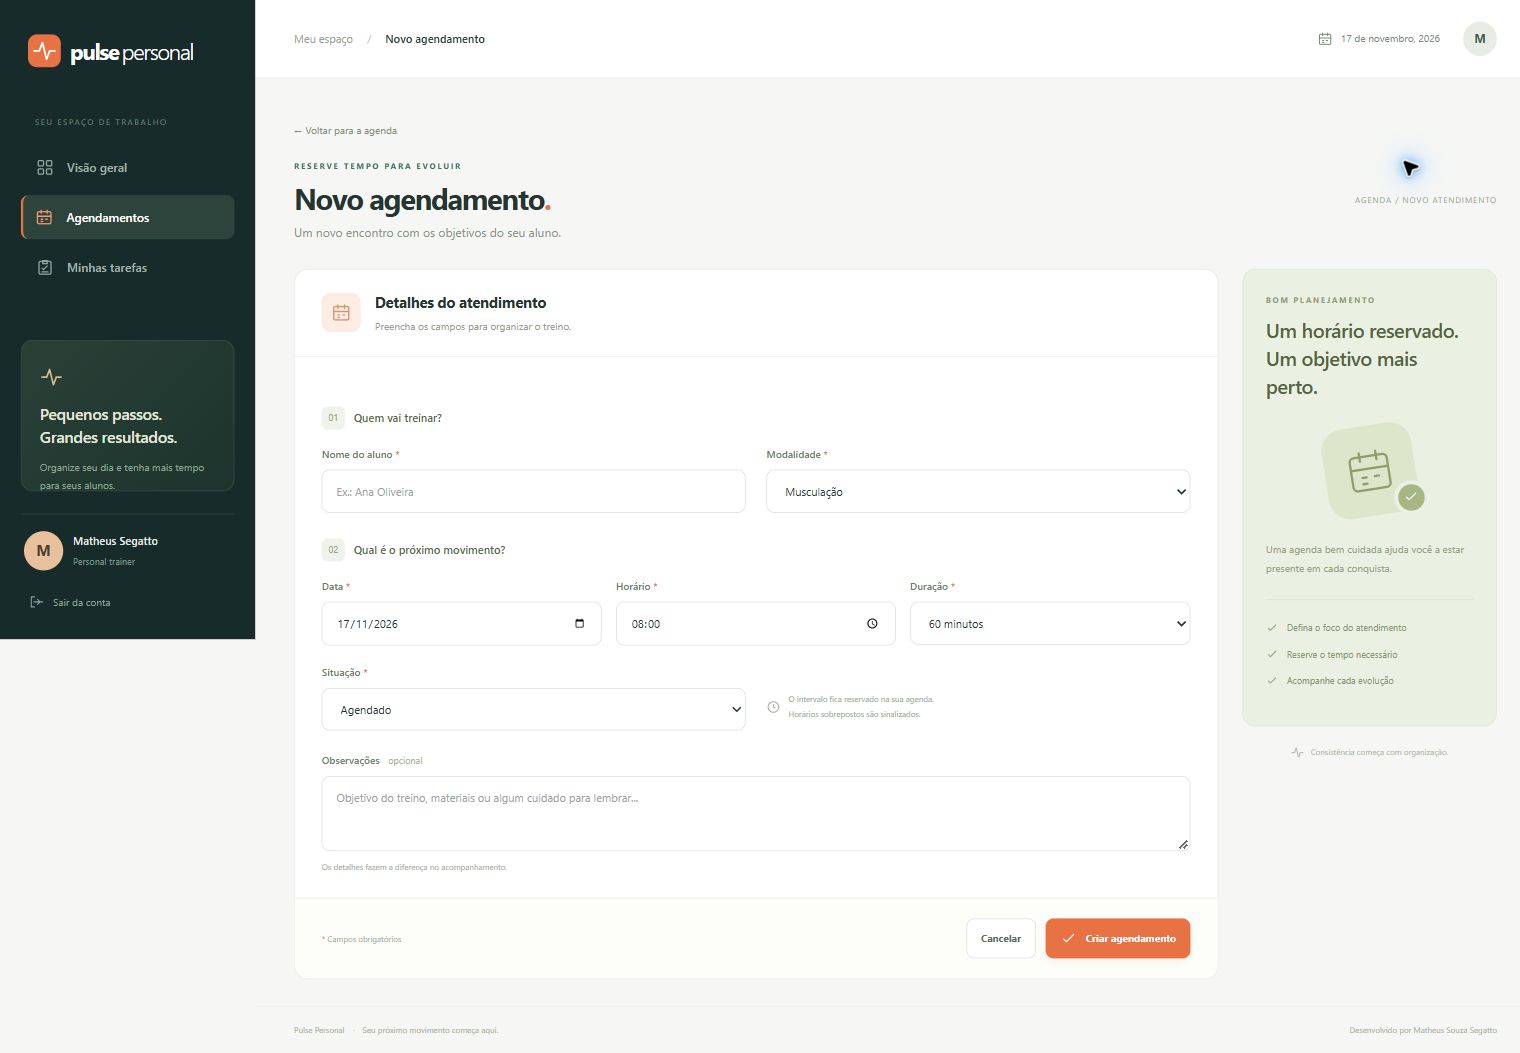 pulse personal
SEU ESPAÇO DE TRABALHO
Visão geral
Agendamentos
Minhas tarefas
Pequenos passos.
Grandes resultados.
Organize seu dia e tenha mais tempo
para seus alunos.
M
Matheus Segatto
Personal trainer
Sair da conta
Meu espaço / Novo agendamento
17 de novembro, 2026
M
← Voltar para a agenda
RESERVE TEMPO PARA EVOLUIR
Novo agendamento.
Um novo encontro com os objetivos do seu aluno.
AGENDA / NOVO ATENDIMENTO
Detalhes do atendimento
Preencha os campos para organizar o treino.
01 Quem vai treinar?
Nome do aluno *
Ex.: Ana Oliveira
Modalidade *
Musculação
02 Qual é o próximo movimento?
Data *
17/11/2026
Horário *
08:00
Duração *
60 minutos
Situação *
Agendado
O intervalo fica reservado na sua agenda.
Horários sobrepostos são sinalizados.
Observações opcional
Objetivo do treino, materiais ou algum cuidado para lembrar...
Os detalhes fazem a diferença no acompanhamento.
* Campos obrigatórios
Cancelar
Criar agendamento
BOM PLANEJAMENTO
Um horário reservado.
Um objetivo mais
perto.
Uma agenda bem cuidada ajuda você a estar
presente em cada conquista.
Defina o foco do atendimento
Reserve o tempo necessário
Acompanhe cada evolução
Consistência começa com organização.
Pulse Personal · Seu próximo movimento começa aqui.
Desenvolvido por Matheus Souza Segatto